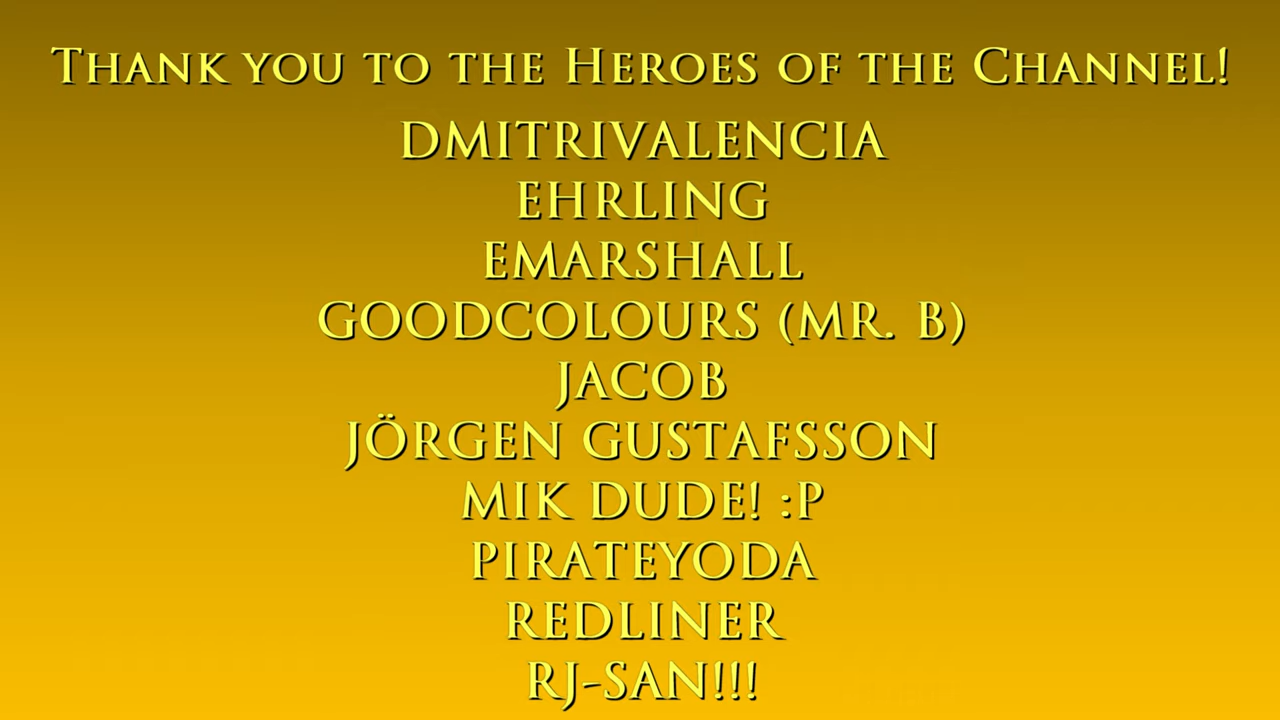 Thank you to the Heroes of the Channel!
DMITRIVALENCIA
EHRLING
EMARSHALL
GOODCOLOURS (MR. B)
JACOB
JÖRGEN GUSTAFSSON
MIK DUDE! :P
PIRATEYODA
REDLINER
RJ-SAN!!!